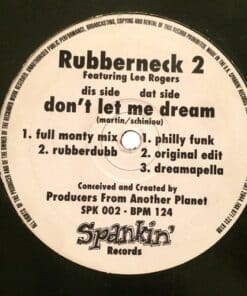 Rubberneck 2
Featuring Lee Rogers
dis side dat side
don't let me dream
(martin/schiniou)
1. full monty mix 1. philly funk
2. rubberdubb 2. original edit
3. dreamapella
Conceived and Created by
Producers From Another Planet
SPK 002 - BPM 124
Spankin'
Records